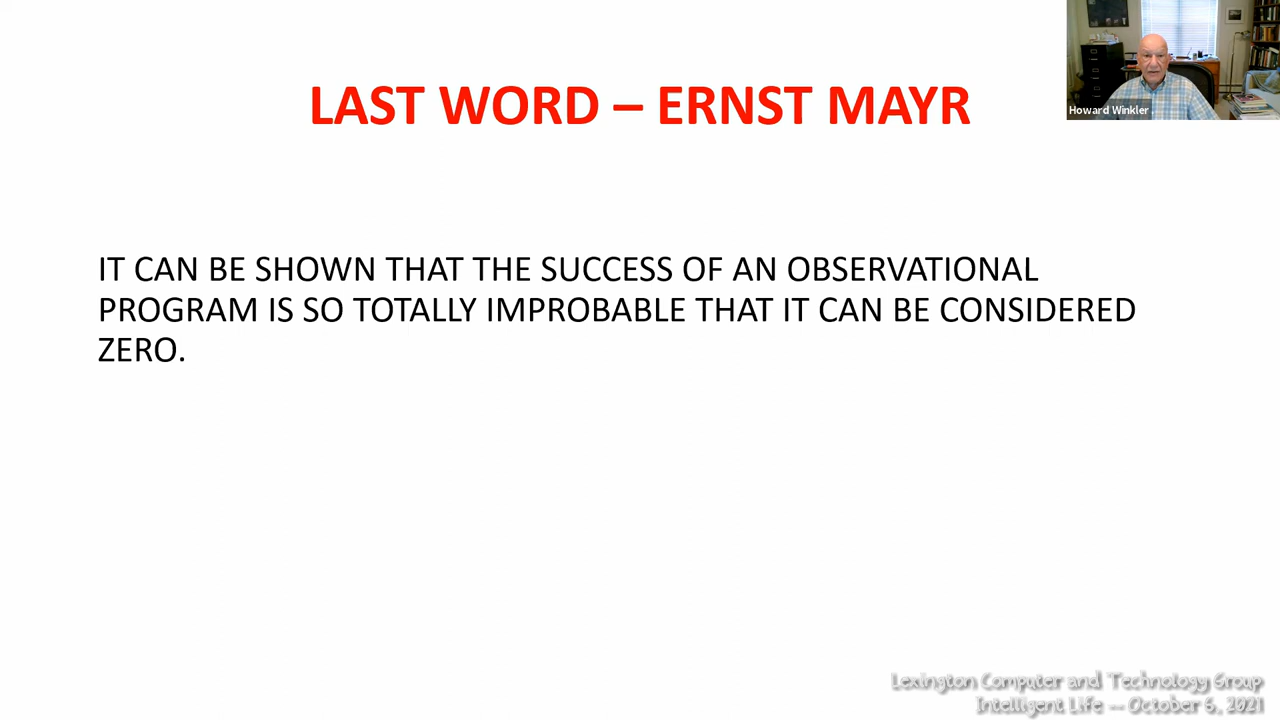 LAST WORD – ERNST MAYR
Howard Winkler
IT CAN BE SHOWN THAT THE SUCCESS OF AN OBSERVATIONAL
PROGRAM IS SO TOTALLY IMPROBABLE THAT IT CAN BE CONSIDERED
ZERO.
Lexington Computer and Technology Group
Intelligent Life -- October 6, 2021